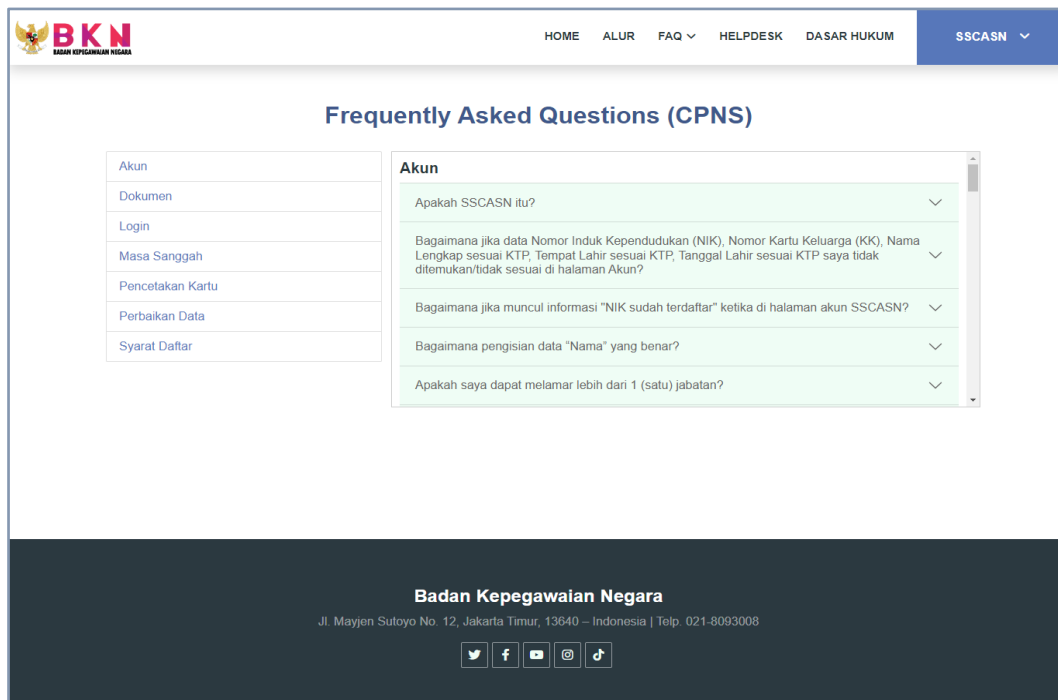 BKN
BADAN KEPEGAWAIAN NEGARA
HOME ALUR FAQ HELPDESK DASAR HUKUM SSCASN
Frequently Asked Questions (CPNS)
Akun
Dokumen
Login
Masa Sanggah
Pencetakan Kartu
Perbaikan Data
Syarat Daftar
Akun
Apakah SSCASN itu?
Bagaimana jika data Nomor Induk Kependudukan (NIK), Nomor Kartu Keluarga (KK), Nama
Lengkap sesuai KTP, Tempat Lahir sesuai KTP, Tanggal Lahir sesuai KTP saya tidak
ditemukan/tidak sesuai di halaman Akun?
Bagaimana jika muncul informasi "NIK sudah terdaftar" ketika di halaman akun SSCASN?
Bagaimana pengisian data “Nama” yang benar?
Apakah saya dapat melamar lebih dari 1 (satu) jabatan?
Badan Kepegawaian Negara
Jl. Mayjen Sutoyo No. 12, Jakarta Timur, 13640 – Indonesia | Telp. 021-8093008